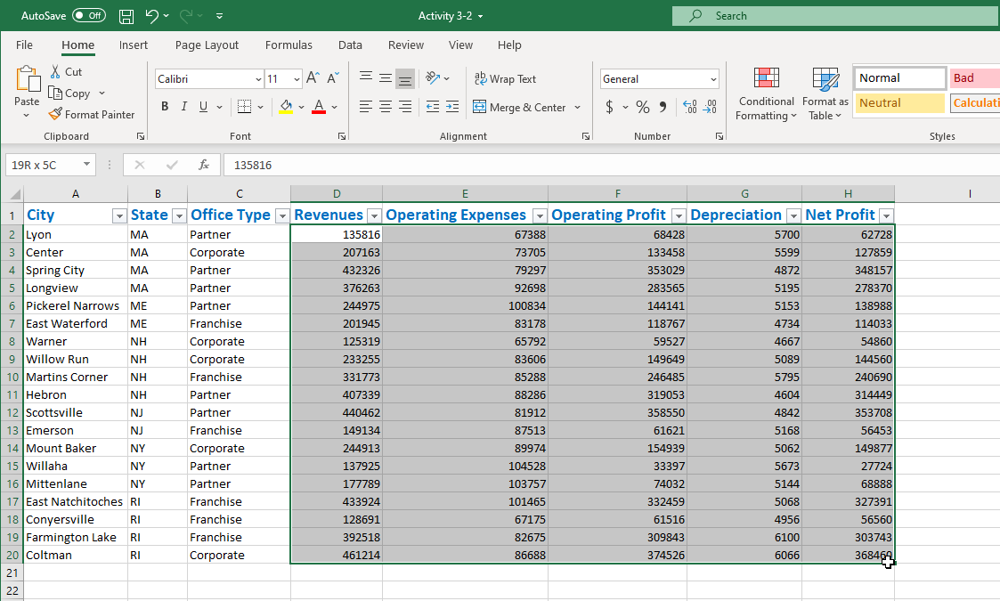 AutoSave Off Activity 3-2 Search
File Home Insert Page Layout Formulas Data Review View Help
Paste Cut Copy Format Painter
Calibri 11 A^ Aˇ
B I U A
ab Wrap Text
Merge & Center
General
$ % 9
Conditional Formatting Format as Table
Normal Bad
Neutral Calculati
Clipboard Font Alignment Number Styles
19R x 5C fx 135816
A B C D E F G H I
1 City State Office Type Revenues Operating Expenses Operating Profit Depreciation Net Profit
2 Lyon MA Partner 135816 67388 68428 5700 62728
3 Center MA Corporate 207163 73705 133458 5599 127859
4 Spring City MA Partner 432326 79297 353029 4872 348157
5 Longview MA Partner 376263 92698 283565 5195 278370
6 Pickerel Narrows ME Partner 244975 100834 144141 5153 138988
7 East Waterford ME Franchise 201945 83178 118767 4734 114033
8 Warner NH Corporate 125319 65792 59527 4667 54860
9 Willow Run NH Corporate 233255 83606 149649 5089 144560
10 Martins Corner NH Franchise 331773 85288 246485 5795 240690
11 Hebron NH Partner 407339 88286 319053 4604 314449
12 Scottsville NJ Partner 440462 81912 358550 4842 353708
13 Emerson NJ Franchise 149134 87513 61621 5168 56453
14 Mount Baker NY Corporate 244913 89974 154939 5062 149877
15 Willaha NY Partner 137925 104528 33397 5673 27724
16 Mittenlane NY Partner 177789 103757 74032 5144 68888
17 East Natchitoches RI Franchise 433924 101465 332459 5068 327391
18 Conyersville RI Franchise 128691 67175 61516 4956 56560
19 Farmington Lake RI Franchise 392518 82675 309843 6100 303743
20 Coltman RI Corporate 461214 86688 374526 6066 368460
21
22